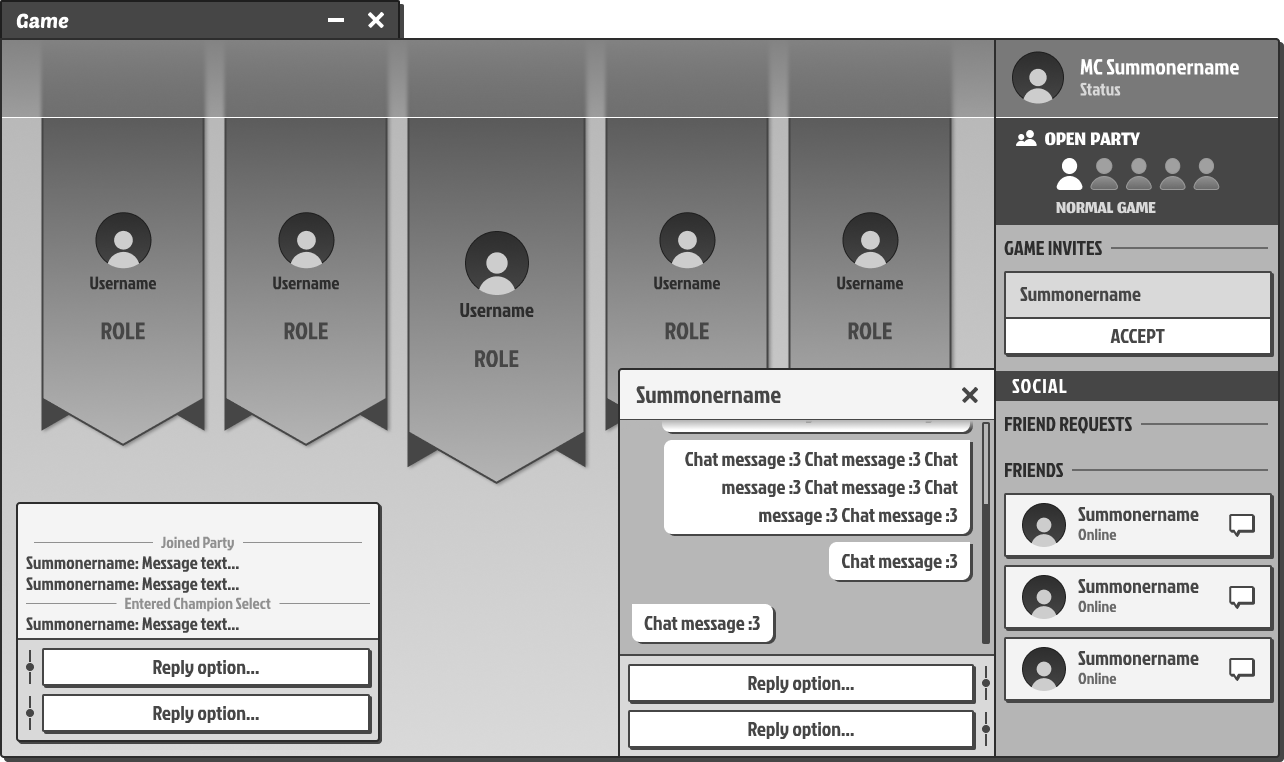 Game
MC Summonername
Status
OPEN PARTY
NORMAL GAME
GAME INVITES
Summonername
ACCEPT
SOCIAL
FRIEND REQUESTS
FRIENDS
Summonername
Online
Summonername
Online
Summonername
Online
Username
ROLE
Username
ROLE
Username
ROLE
Username
ROLE
Username
ROLE
Joined Party
Summonername: Message text...
Summonername: Message text...
Entered Champion Select
Summonername: Message text...
Reply option...
Reply option...
Summonername
Chat message :3 Chat message :3 Chat
message :3 Chat message :3 Chat
message :3 Chat message :3
Chat message :3
Chat message :3
Reply option...
Reply option...